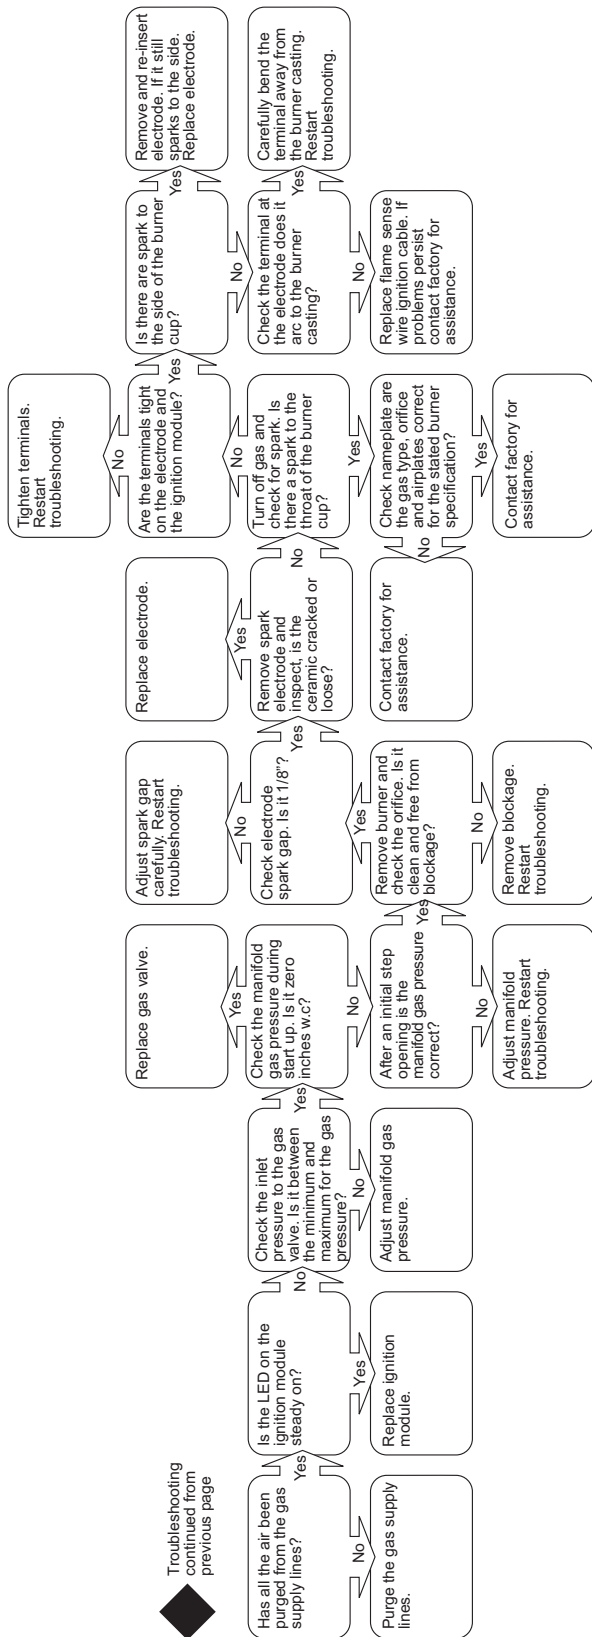 Troubleshooting
continued from
previous page
Has all the air been
purged from the gas
supply lines?
No
Purge the gas supply
lines.
Yes
Is the LED on the
ignition module
steady on?
Yes
Replace ignition
module.
No
Check the inlet
pressure to the gas
valve. Is it between
the minimum and
maximum for the gas
pressure?
No
Adjust manifold gas
pressure.
Yes
Replace gas valve.
Yes
Check the manifold
gas pressure during
start up. Is it zero
inches w.c?
No
After an initial step
opening is the
manifold gas pressure
correct?
No
Adjust manifold
pressure. Restart
troubleshooting.
Yes
Adjust spark gap
carefully. Restart
troubleshooting.
No
Check electrode
spark gap. Is it 1/8"?
Yes
Remove burner and
check the orifice. Is it
clean and free from
blockage?
No
Remove blockage.
Restart
troubleshooting.
Yes
Replace electrode.
Yes
Remove spark
electrode and
inspect, is the
ceramic cracked or
loose?
No
Contact factory for
assistance.
No
Tighten terminals.
Restart
troubleshooting.
No
Are the terminals tight
on the electrode and
the ignition module?
No
Turn off gas and
check for spark. Is
there a spark to the
throat of the burner
cup?
Yes
Check nameplate are
the gas type, orifice
and airplates correct
for the stated burner
specification?
Yes
Contact factory for
assistance.
Yes
Is there are spark to
the side of the burner
cup?
No
Check the terminal at
the electrode does it
arc to the burner
casting?
No
Replace flame sense
wire ignition cable. If
problems persist
contact factory for
assistance.
Yes
Remove and re-insert
electrode. If it still
sparks to the side.
Replace electrode.
Yes
Carefully bend the
terminal away from
the burner casting.
Restart
troubleshooting.